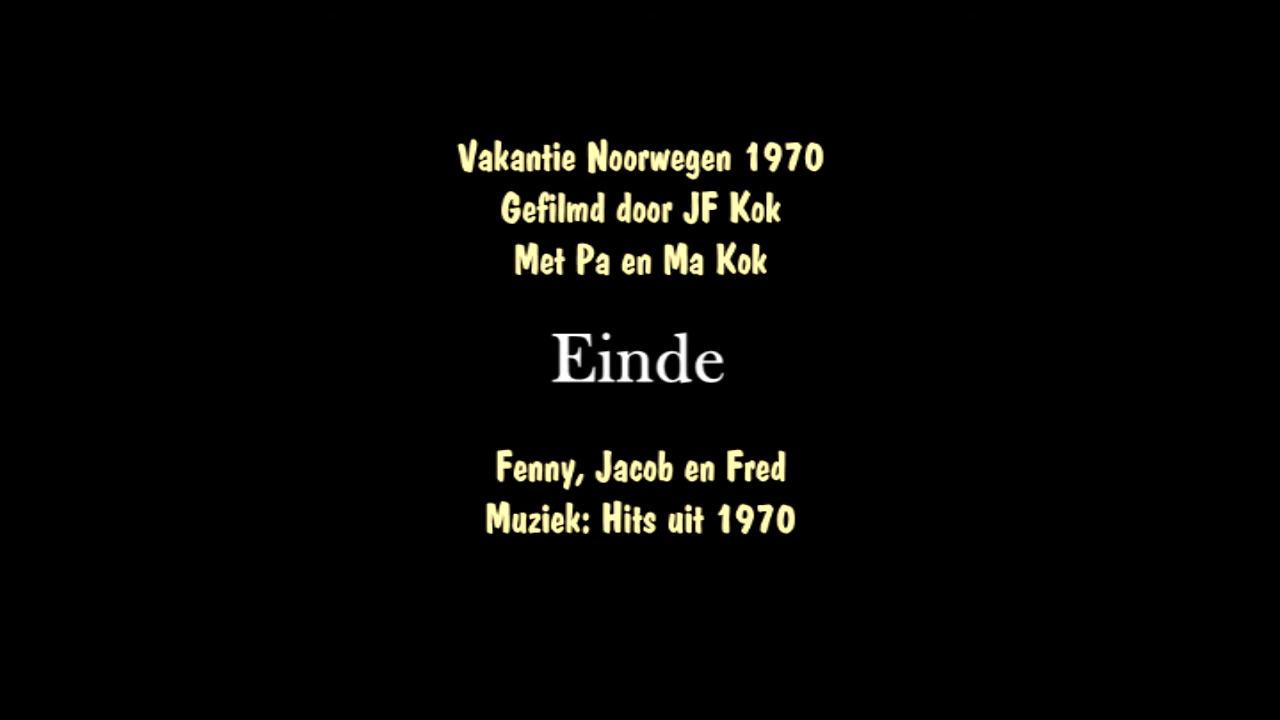 Vakantie Noorwegen 1970
Gefilmd door JF Kok
Met Pa en Ma Kok
Einde
Fenny, Jacob en Fred
Muziek: Hits uit 1970